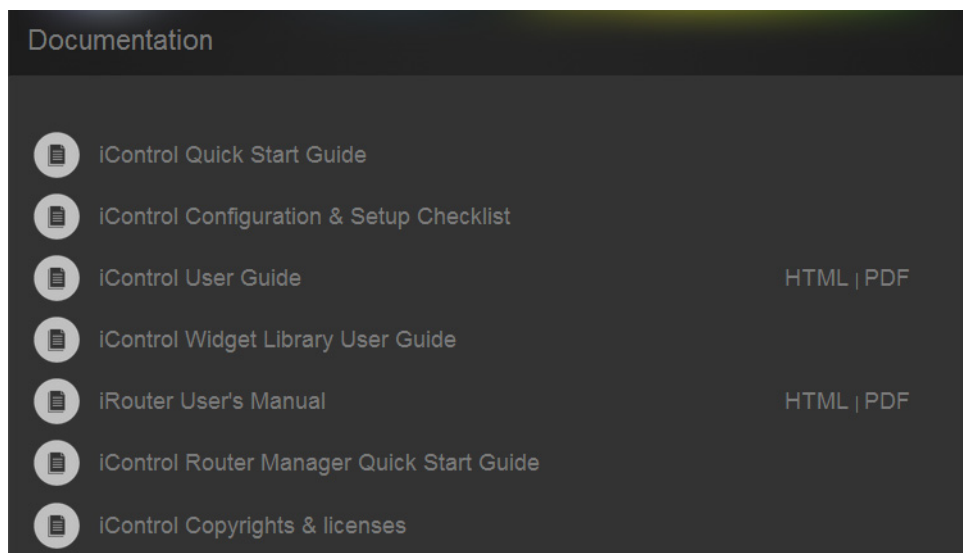 Documentation
iControl Quick Start Guide
iControl Configuration & Setup Checklist
iControl User Guide HTML | PDF
iControl Widget Library User Guide
iRouter User's Manual HTML | PDF
iControl Router Manager Quick Start Guide
iControl Copyrights & licenses